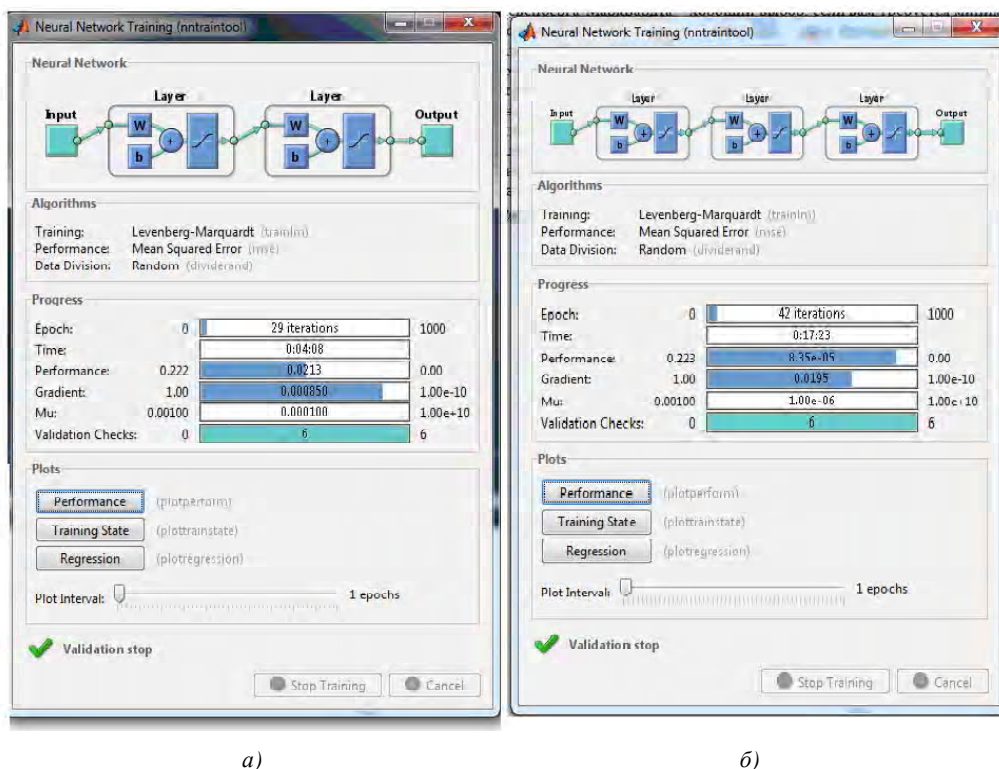 Neural Network Training (nntraintool)
Neural Network
Layer Layer
Input Output
W W
b b
+ +
Algorithms
Training: Levenberg-Marquardt (trainlm)
Performance: Mean Squared Error (mse)
Data Division: Random (dividerand)
Progress
Epoch: 0 29 iterations 1000
Time: 0:04:08
Performance: 0.222 0.0213 0.00
Gradient: 1.00 0.000850 1.00e-10
Mu: 0.00100 0.000100 1.00e+10
Validation Checks: 0 6 6
Plots
Performance (plotperform)
Training State (plottrainstate)
Regression (plotregression)
Plot Interval: 1 epochs
Validation stop
Stop Training Cancel
а)
Neural Network Training (nntraintool)
Neural Network
Layer Layer Layer
Input Output
W W W
b b b
+ + +
Algorithms
Training: Levenberg-Marquardt (trainlm)
Performance: Mean Squared Error (mse)
Data Division: Random (dividerand)
Progress
Epoch: 0 42 iterations 1000
Time: 0:17:23
Performance: 0.223 8.35e-05 0.00
Gradient: 1.00 0.0195 1.00e-10
Mu: 0.00100 1.00e-06 1.00e+10
Validation Checks: 0 6 6
Plots
Performance (plotperform)
Training State (plottrainstate)
Regression (plotregression)
Plot Interval: 1 epochs
Validation stop
Stop Training Cancel
б)